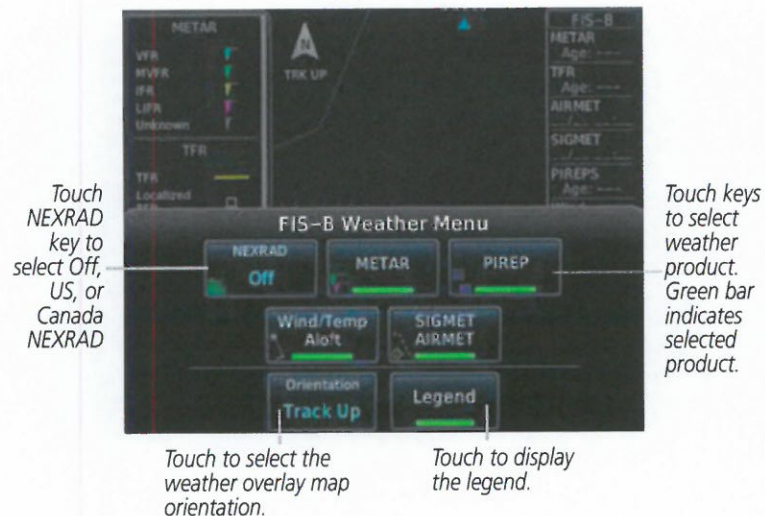 METAR
VFR
MVFR
IFR
LIFR
Unknown
TFR
TFR
Localized
N
TRK UP
FIS-B
METAR
Age: ---
TFR
Age: ---
AIRMET
SIGMET
PIREPS
Age: ---
FIS-B Weather Menu
NEXRAD
Off
METAR
PIREP
Wind/Temp
Aloft
SIGMET
AIRMET
Orientation
Track Up
Legend
Touch
NEXRAD
key to
select Off,
US, or
Canada
NEXRAD
Touch keys
to select
weather
product.
Green bar
indicates
selected
product.
Touch to select the
weather overlay map
orientation.
Touch to display
the legend.